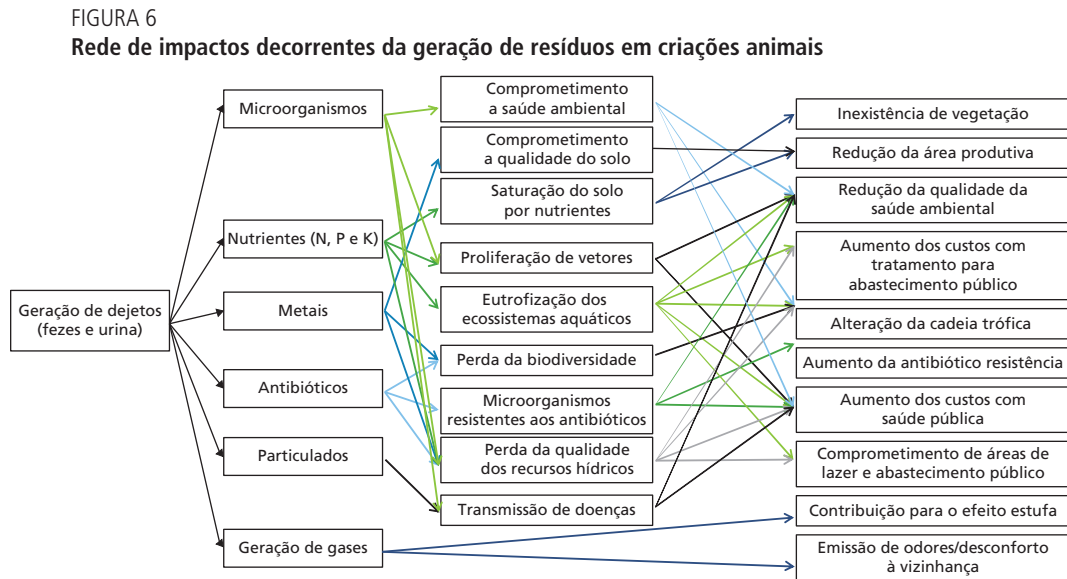 FIGURA 6
Rede de impactos decorrentes da geração de resíduos em criações animais
Geração de dejetos
(fezes e urina)
Microorganismos
Nutrientes (N, P e K)
Metais
Antibióticos
Particulados
Geração de gases
Comprometimento
a saúde ambiental
Comprometimento
a qualidade do solo
Saturação do solo
por nutrientes
Proliferação de vetores
Eutrofização dos
ecossistemas aquáticos
Perda da biodiversidade
Microorganismos
resistentes aos antibióticos
Perda da qualidade
dos recursos hídricos
Transmissão de doenças
Inexistência de vegetação
Redução da área produtiva
Redução da qualidade da
saúde ambiental
Aumento dos custos com
tratamento para
abastecimento público
Alteração da cadeia trófica
Aumento da antibiótico resistência
Aumento dos custos com
saúde pública
Comprometimento de áreas de
lazer e abastecimento público
Contribuição para o efeito estufa
Emissão de odores/desconforto
à vizinhança